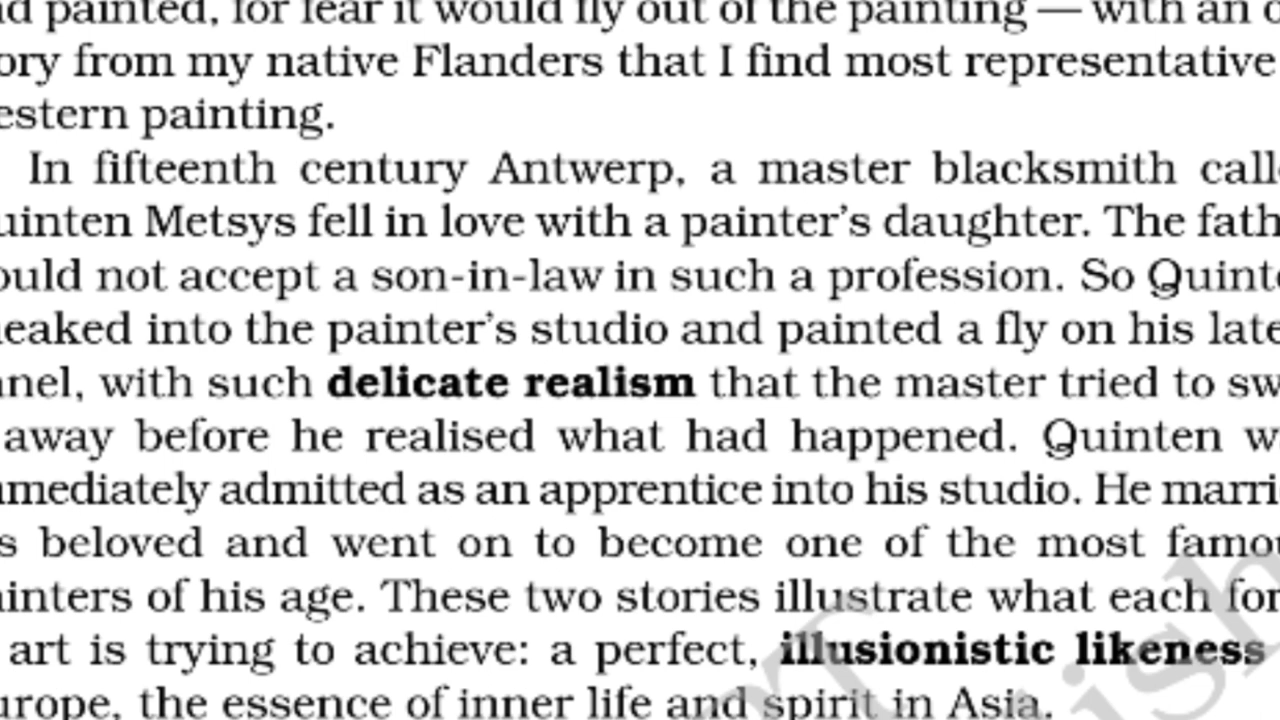 d painted, for fear it would fly out of the painting — with an o
ory from my native Flanders that I find most representative
estern painting.
In fifteenth century Antwerp, a master blacksmith call
uinten Metsys fell in love with a painter's daughter. The fath
ould not accept a son-in-law in such a profession. So Quint
eaked into the painter's studio and painted a fly on his late
nel, with such delicate realism that the master tried to sw
away before he realised what had happened. Quinten w
mediately admitted as an apprentice into his studio. He marri
s beloved and went on to become one of the most famo
ainters of his age. These two stories illustrate what each for
art is trying to achieve: a perfect, illusionistic likeness
urope, the essence of inner life and spirit in Asia.